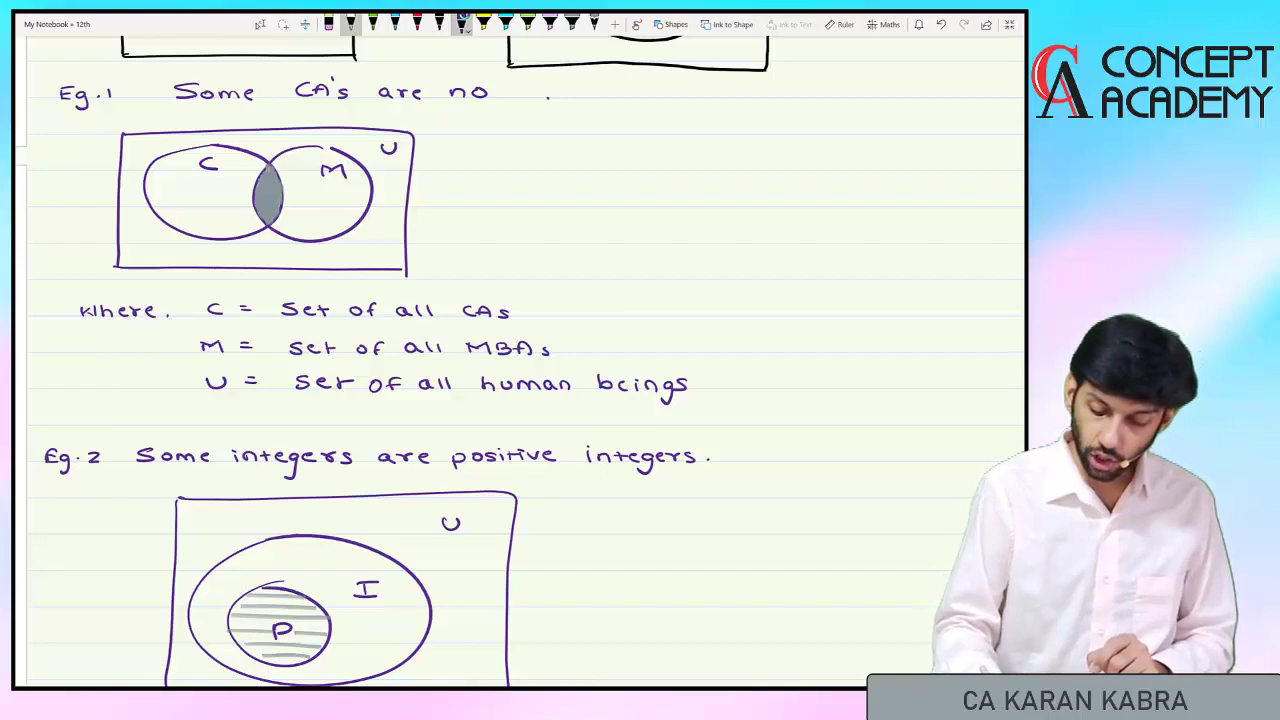 My Notebook » 12th
Shapes
Ink to Shape
Ink to Text
Ruler
Maths
CONCEPT
ACADEMY
Eg.1 Some CA's are no .
C M U
Where, C = Set of all CAs
M = set of all MBAs
U = Set of all human beings
Eg.2 Some integers are positive integers.
U
I
P
CA KARAN KABRA